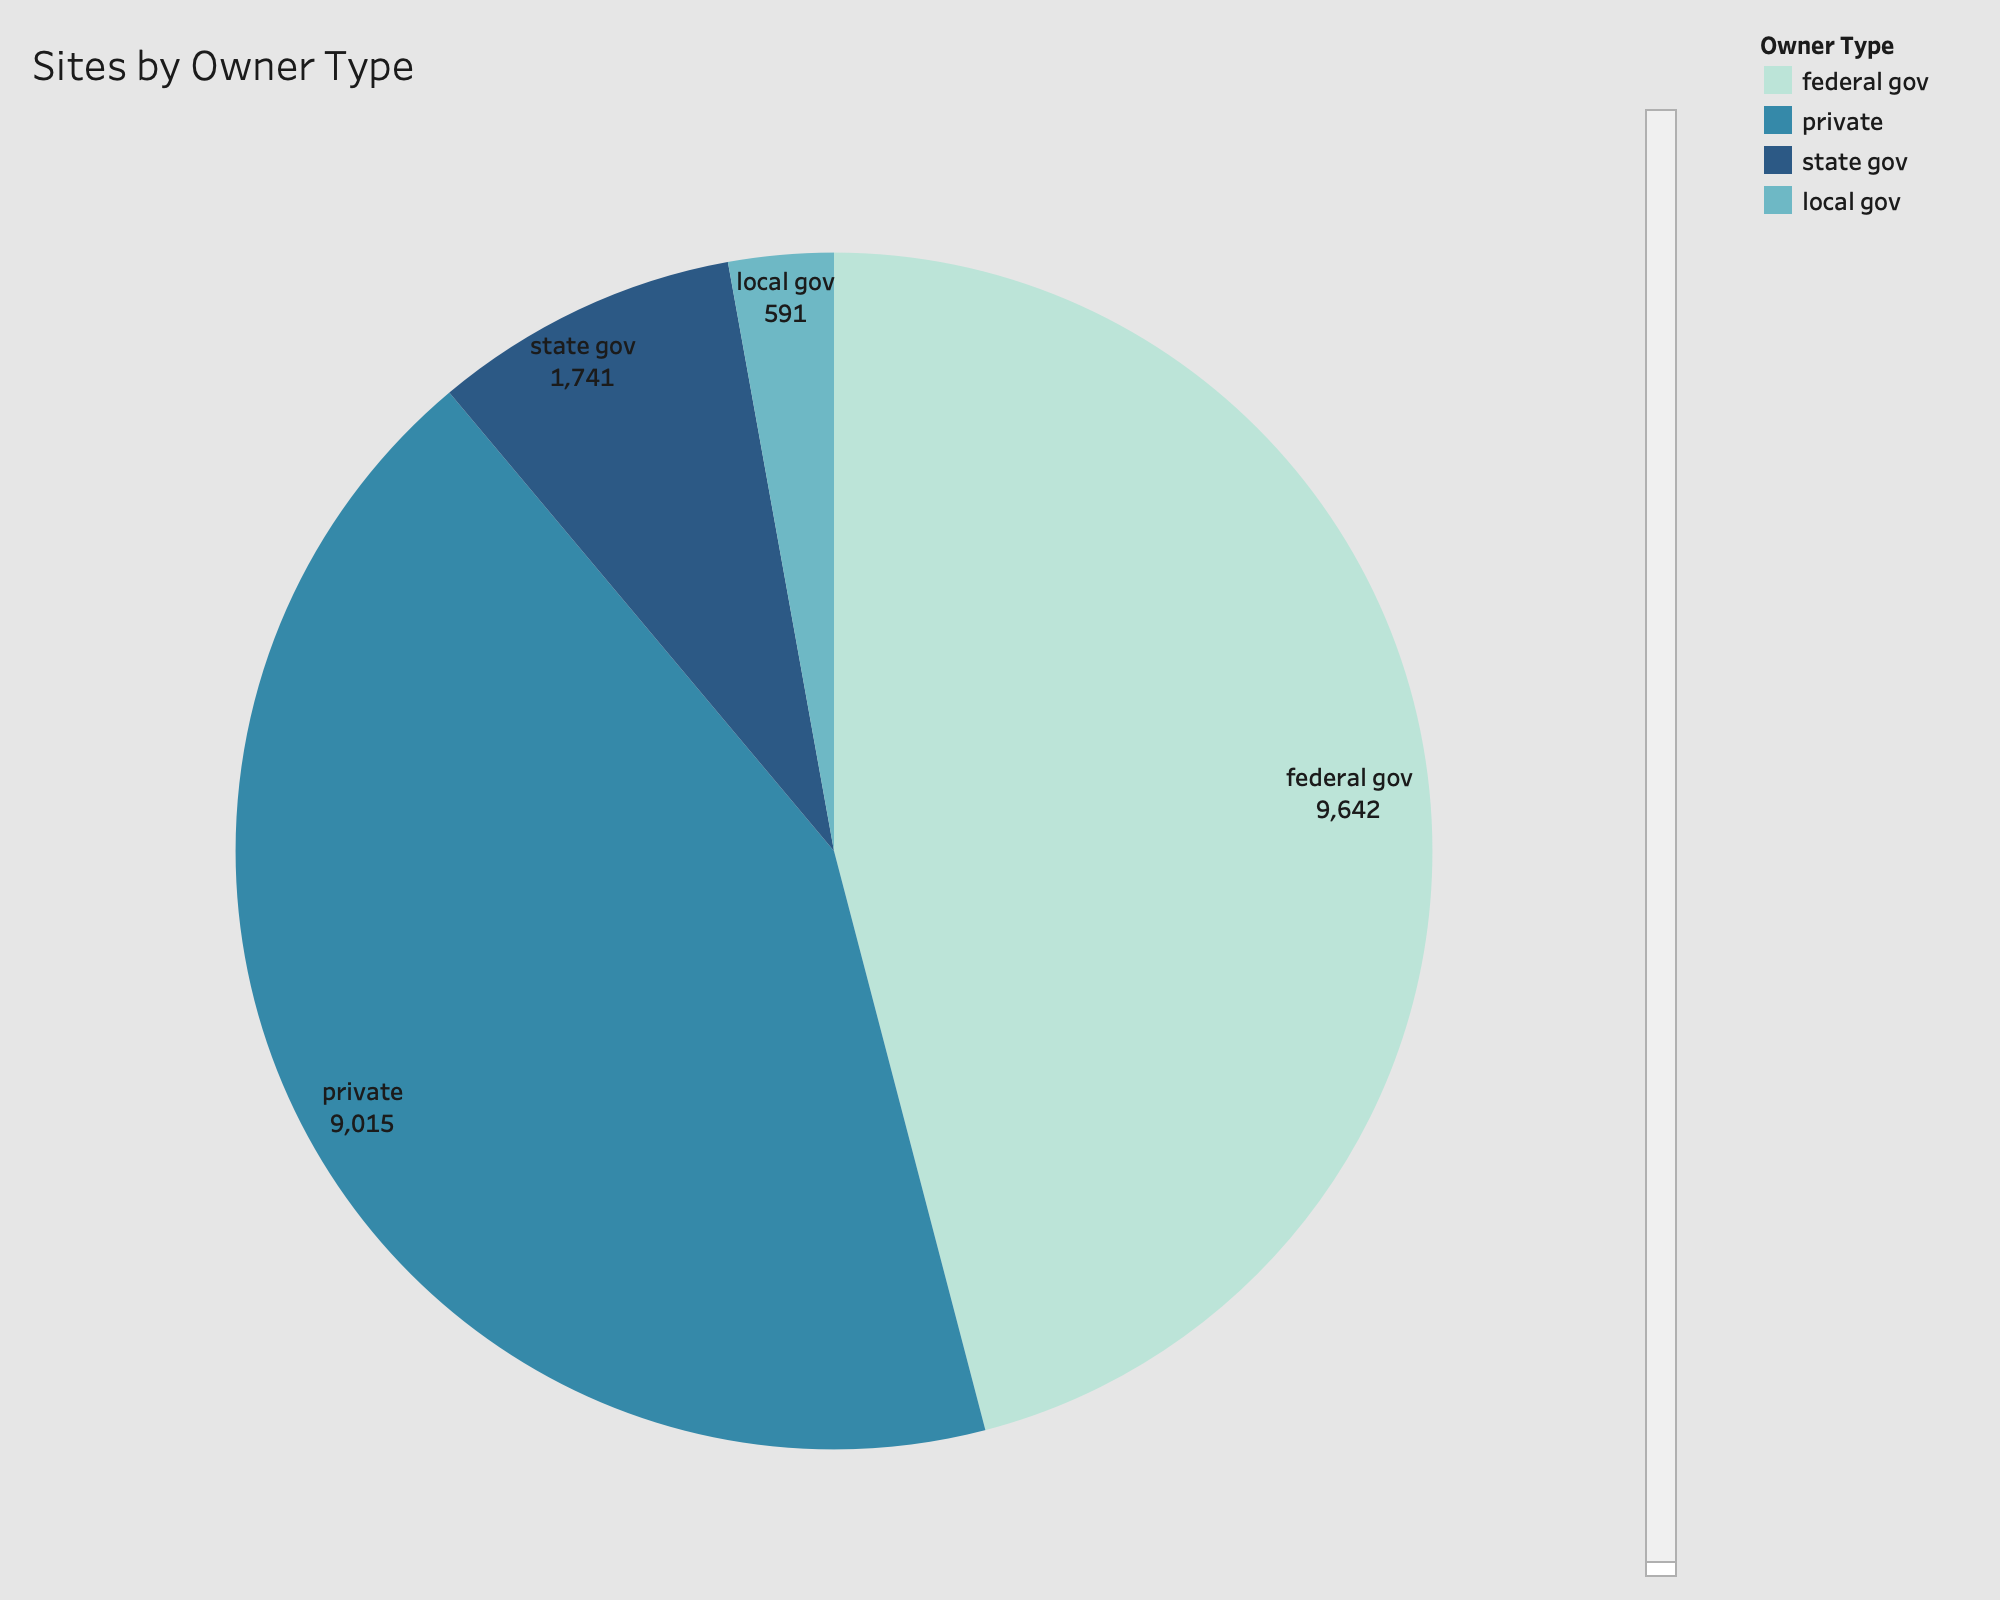 Sites by Owner Type
Owner Type
federal gov
private
state gov
local gov
local gov
591
state gov
1,741
federal gov
9,642
private
9,015